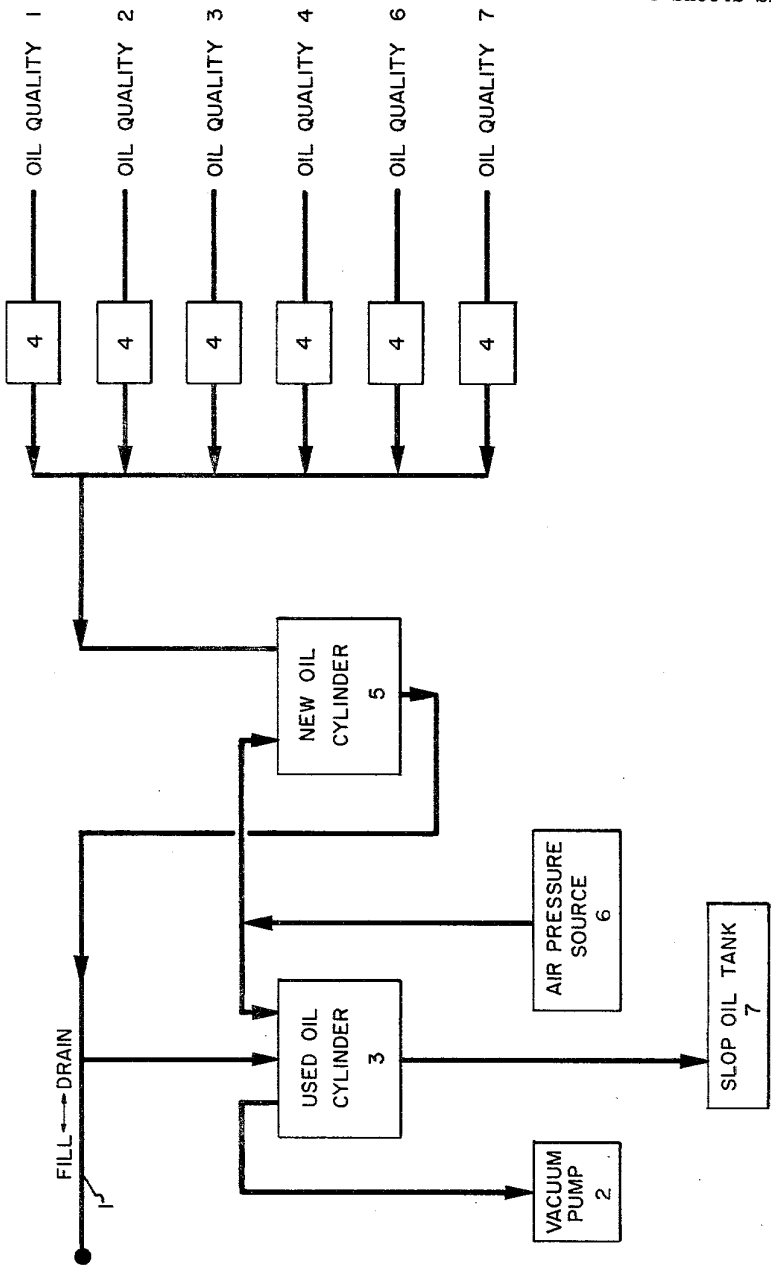 OIL QUALITY 1
OIL QUALITY 2
OIL QUALITY 3
OIL QUALITY 4
OIL QUALITY 6
OIL QUALITY 7
4
4
4
4
4
4
NEW OIL
CYLINDER
5
FILL ⟷ DRAIN
1
USED OIL
CYLINDER
3
AIR PRESSURE
SOURCE
6
VACUUM
PUMP
2
SLOP OIL TANK
7